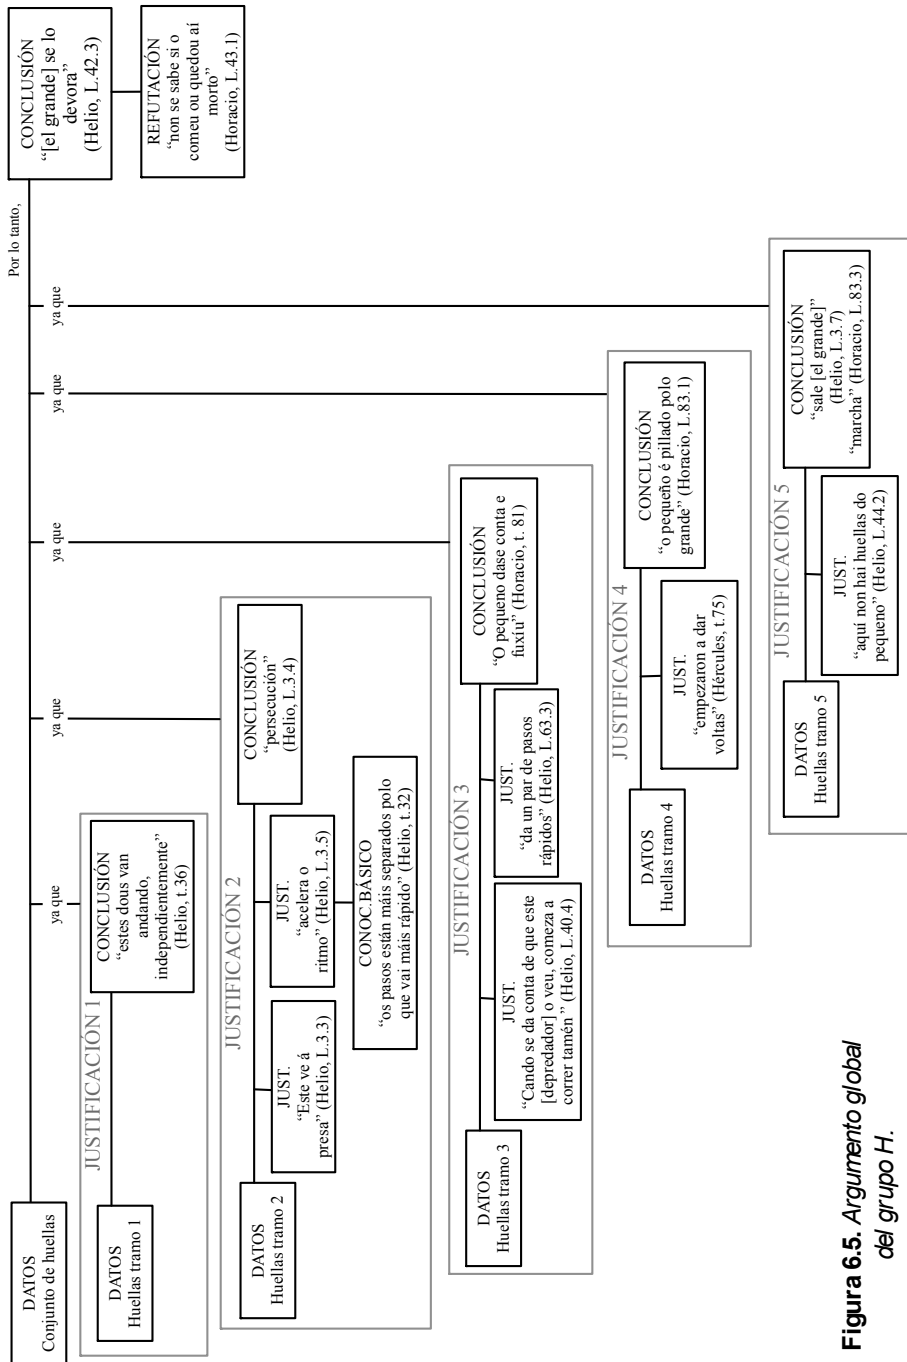 DATOS
Conjunto de huellas
Por lo tanto,
CONCLUSIÓN
“[el grande] se lo
devora”
(Helio, L.42.3)
REFUTACIÓN
“non se sabe si o
comeu ou quedou aí
morto”
(Horacio, L.43.1)
ya que
ya que
ya que
ya que
ya que
JUSTIFICACIÓN 1
DATOS
Huellas tramo 1
CONCLUSIÓN
“estes dous van
andando,
independientemente”
(Helio, t.36)
JUSTIFICACIÓN 2
DATOS
Huellas tramo 2
JUST.
“Este ve á
presa” (Helio, L.3.3)
JUST.
“acelera o
ritmo” (Helio, L.3.5)
CONOC.BÁSICO
“os pasos están máis separados polo
que vai máis rápido” (Helio, t.32)
CONCLUSIÓN
“persecución”
(Helio, L.3.4)
JUSTIFICACIÓN 3
DATOS
Huellas tramo 3
JUST.
“Cando se da conta de que este
[depredador] o veu, comeza a
correr tamén” (Helio, L.40.4)
JUST.
“da un par de pasos
rápidos” (Helio, L.63.3)
CONCLUSIÓN
“O pequeno dase conta e
fuxíu” (Horacio, t. 81)
JUSTIFICACIÓN 4
DATOS
Huellas tramo 4
JUST.
“empezaron a dar
voltas” (Hércules, t.75)
CONCLUSIÓN
“o pequeño é pillado polo
grande” (Horacio, L.83.1)
JUSTIFICACIÓN 5
DATOS
Huellas tramo 5
JUST.
“aquí non hai huellas do
pequeno” (Helio, L.44.2)
CONCLUSIÓN
“sale [el grande]”
(Helio, L.3.7)
“marcha” (Horacio, L.83.3)
Figura 6.5. Argumento global
del grupo H.